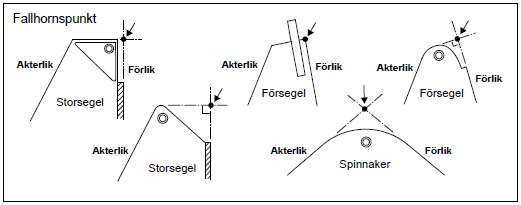 Fallhornspunkt
Akterlik
Förlik
Storsegel
Akterlik
Storsegel
Akterlik
Förlik
Försegel
Akterlik
Förlik
Försegel
Akterlik
Förlik
Spinnaker